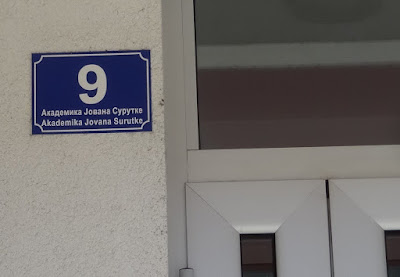 9
Академика Јована Сурутке
Akademika Jovana Surutke